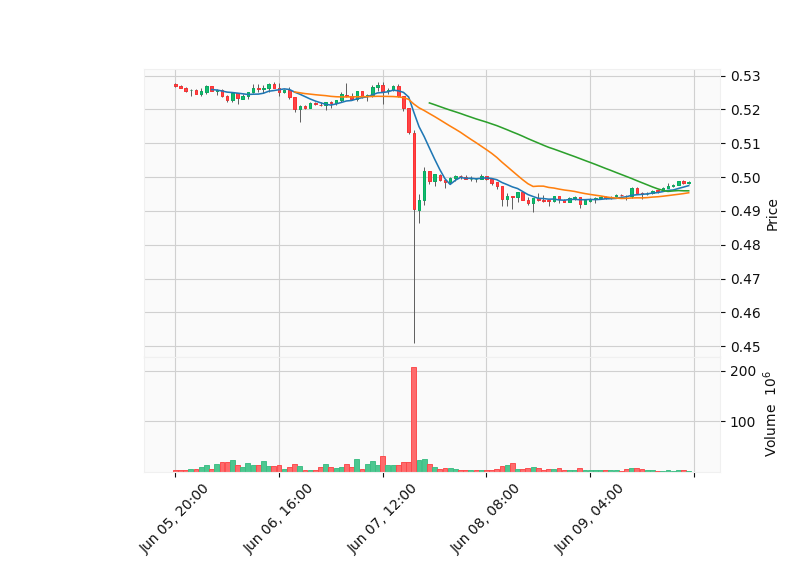 0.53
0.52
0.51
0.50
0.49
0.48
0.47
0.46
0.45
Price
200
100
Volume 10^6
Jun 05, 20:00
Jun 06, 16:00
Jun 07, 12:00
Jun 08, 08:00
Jun 09, 04:00